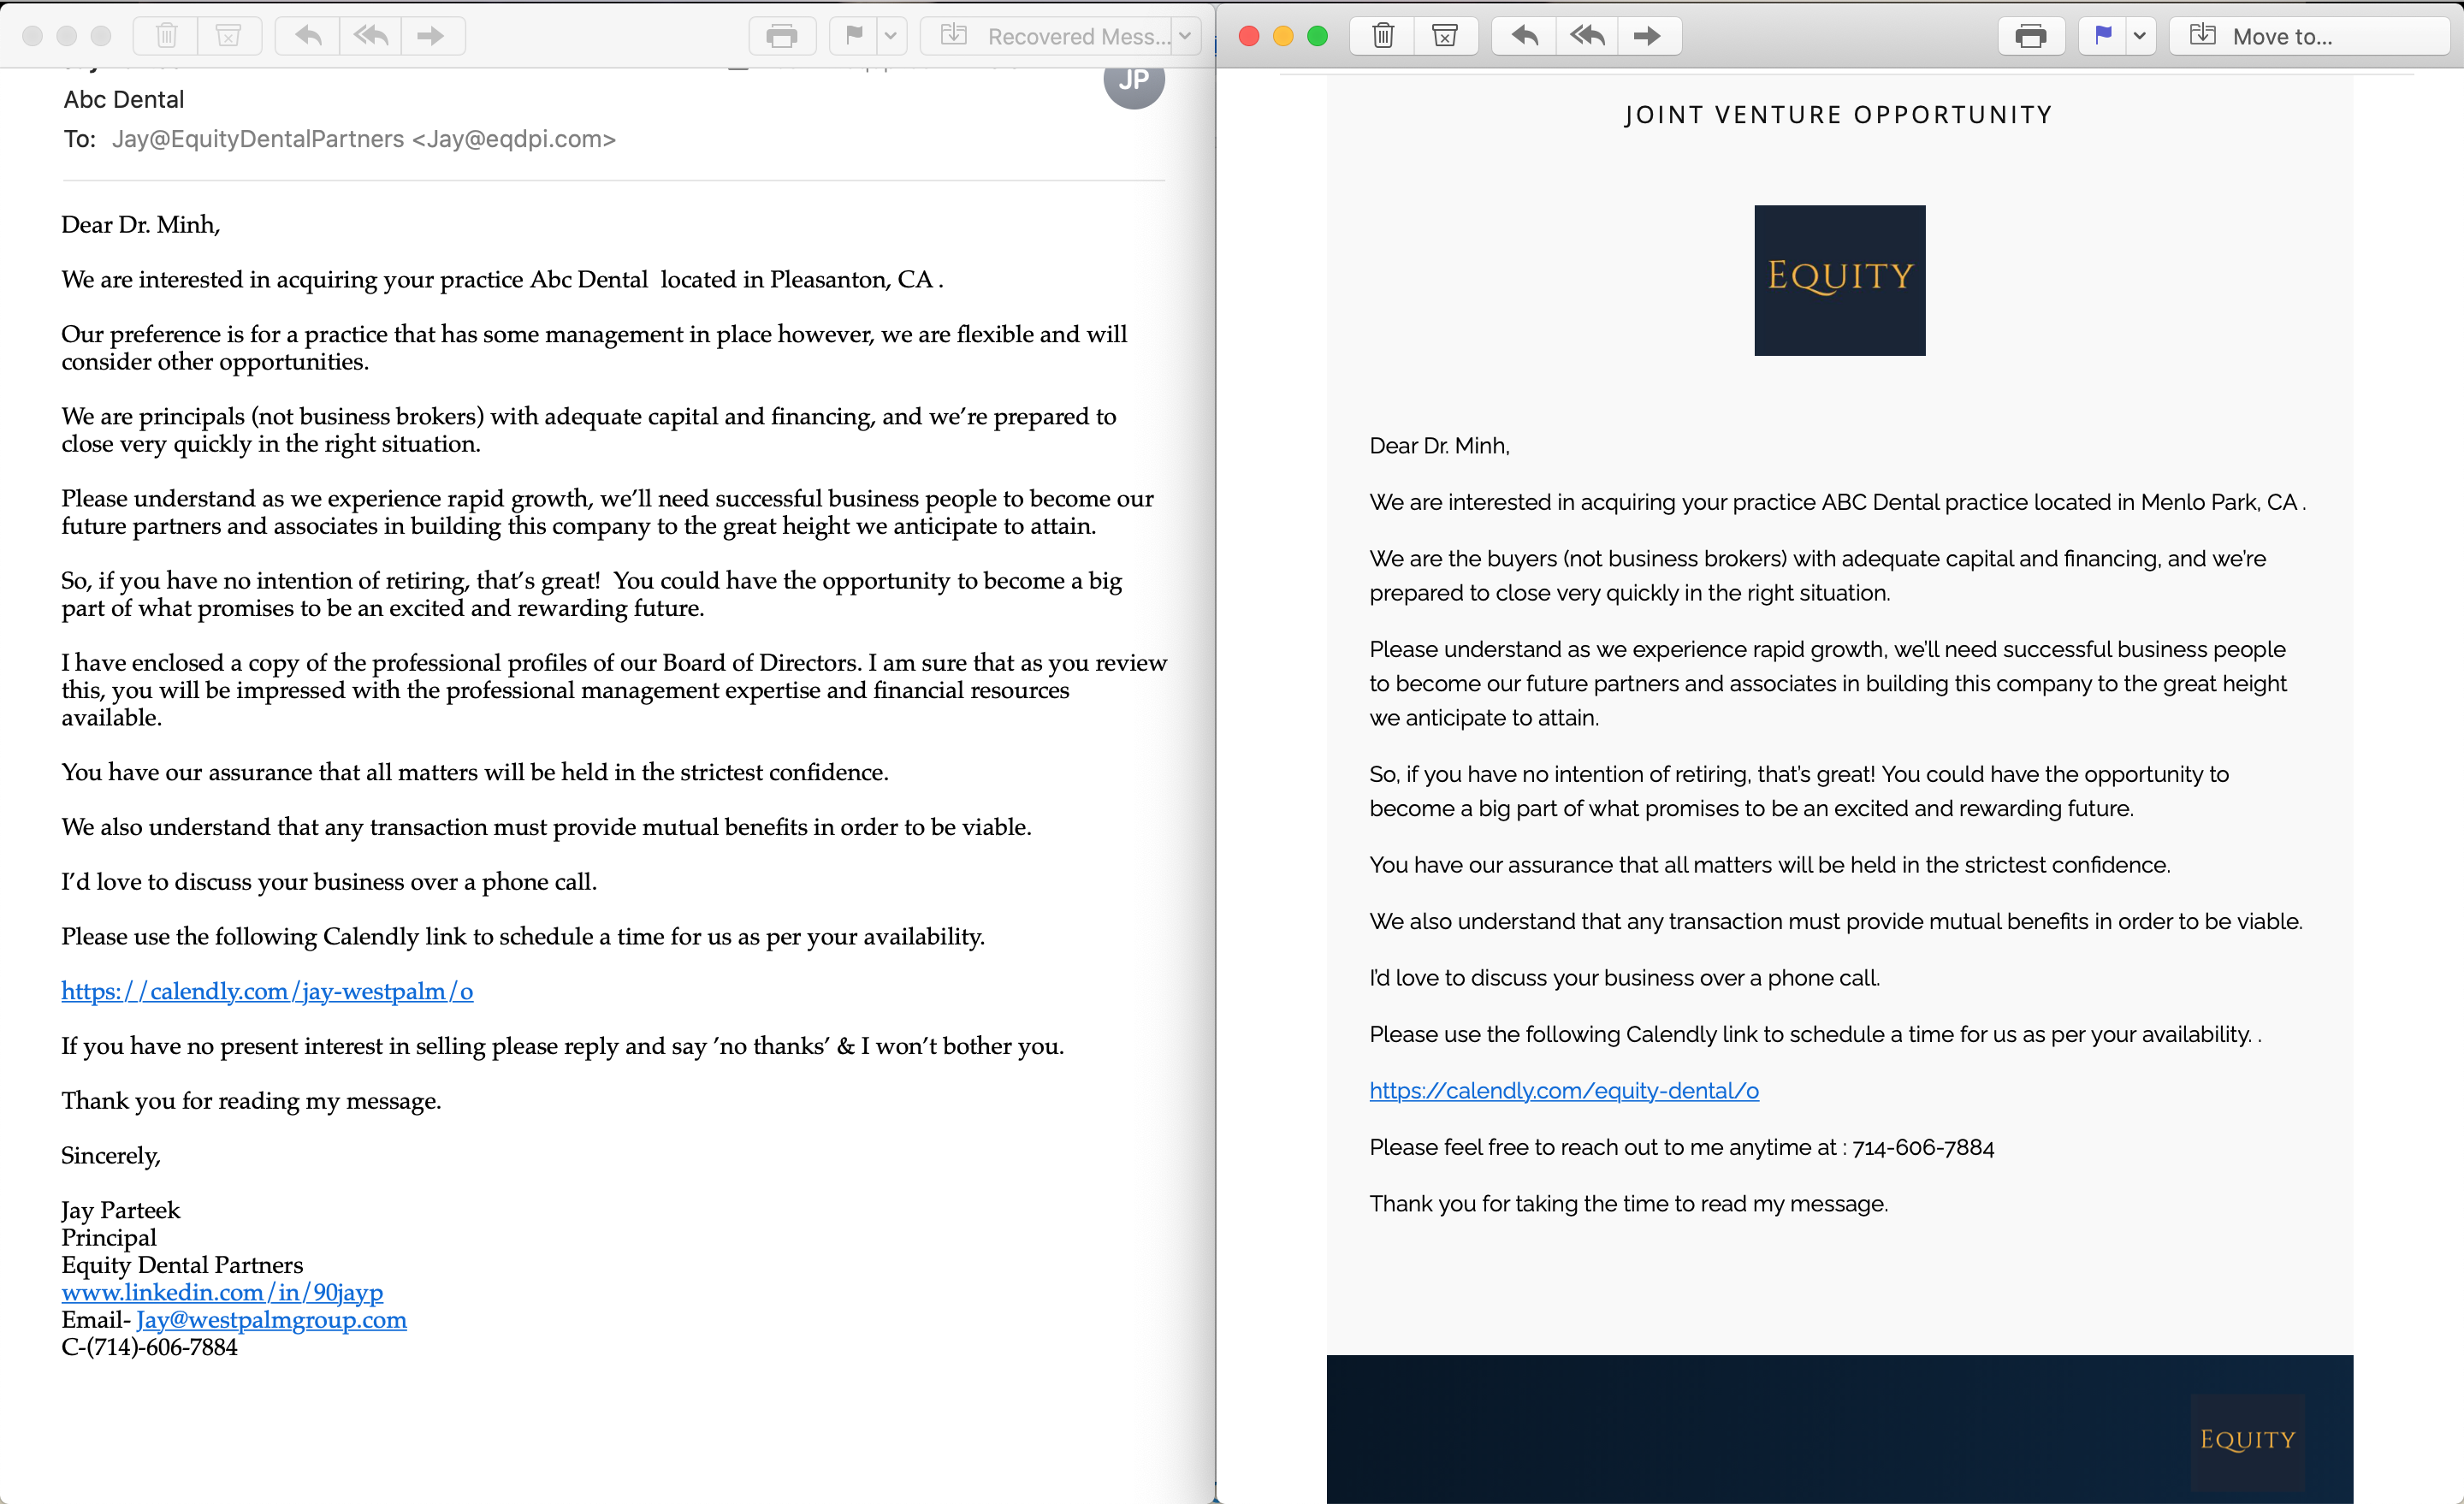 Recovered Mess...
JP
Abc Dental
To: Jay@EquityDentalPartners <Jay@eqdpi.com>
Dear Dr. Minh,
We are interested in acquiring your practice Abc Dental  located in Pleasanton, CA .
Our preference is for a practice that has some management in place however, we are flexible and will
consider other opportunities.
We are principals (not business brokers) with adequate capital and financing, and we’re prepared to
close very quickly in the right situation.
Please understand as we experience rapid growth, we’ll need successful business people to become our
future partners and associates in building this company to the great height we anticipate to attain.
So, if you have no intention of retiring, that’s great!  You could have the opportunity to become a big
part of what promises to be an excited and rewarding future.
I have enclosed a copy of the professional profiles of our Board of Directors. I am sure that as you review
this, you will be impressed with the professional management expertise and financial resources
available.
You have our assurance that all matters will be held in the strictest confidence.
We also understand that any transaction must provide mutual benefits in order to be viable.
I’d love to discuss your business over a phone call.
Please use the following Calendly link to schedule a time for us as per your availability.
https://calendly.com/jay-westpalm/o
If you have no present interest in selling please reply and say ’no thanks’ & I won’t bother you.
Thank you for reading my message.
Sincerely,
Jay Parteek
Principal
Equity Dental Partners
www.linkedin.com/in/90jayp
Email- Jay@westpalmgroup.com
C-(714)-606-7884
Move to...
JOINT VENTURE OPPORTUNITY
EQUITY
Dear Dr. Minh,
We are interested in acquiring your practice ABC Dental practice located in Menlo Park, CA .
We are the buyers (not business brokers) with adequate capital and financing, and we’re
prepared to close very quickly in the right situation.
Please understand as we experience rapid growth, we’ll need successful business people
to become our future partners and associates in building this company to the great height
we anticipate to attain.
So, if you have no intention of retiring, that’s great! You could have the opportunity to
become a big part of what promises to be an excited and rewarding future.
You have our assurance that all matters will be held in the strictest confidence.
We also understand that any transaction must provide mutual benefits in order to be viable.
I’d love to discuss your business over a phone call.
Please use the following Calendly link to schedule a time for us as per your availability. .
https://calendly.com/equity-dental/o
Please feel free to reach out to me anytime at : 714-606-7884
Thank you for taking the time to read my message.
EQUITY